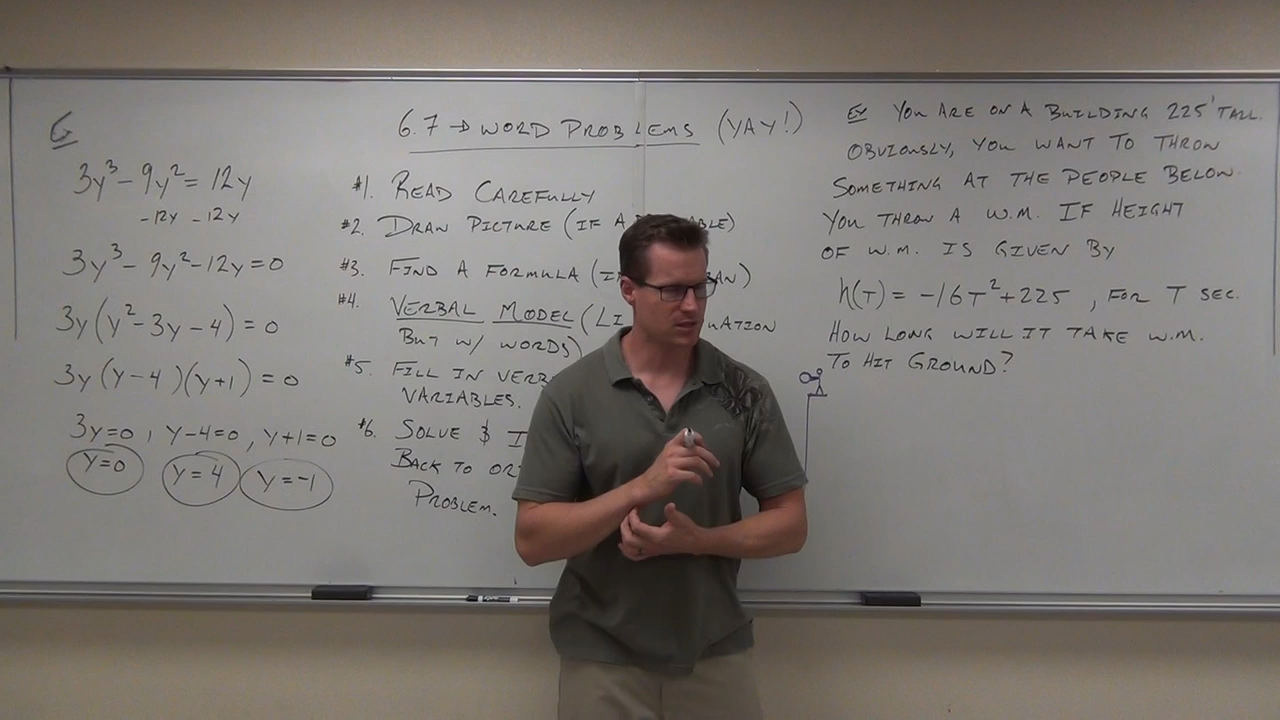 6
3y³ - 9y² = 12y
-12y -12y
3y³ - 9y² - 12y = 0
3y(y² - 3y - 4) = 0
3y(y-4)(y+1) = 0
3y=0, y-4=0, y+1=0
y=0 y=4 y=-1
6.7 → WORD PROBLEMS (YAY!)
#1. READ CAREFULLY
#2. DRAW PICTURE (IF
#3. FIND A FORMULA
#4. VERBAL MODEL
BUT W/ WORDS)
#5. FILL IN
VARIABLES.
#6. SOLVE &
BACK TO
PROBLEM.
EX YOU ARE ON A BUILDING 225' TALL.
OBVIOUSLY, YOU WANT TO THROW
SOMETHING AT THE PEOPLE BELOW.
YOU THROW A W.M. IF HEIGHT
OF W.M. IS GIVEN BY
h(T) = -16T² + 225, FOR T SEC.
HOW LONG WILL IT TAKE W.M.
TO HIT GROUND?